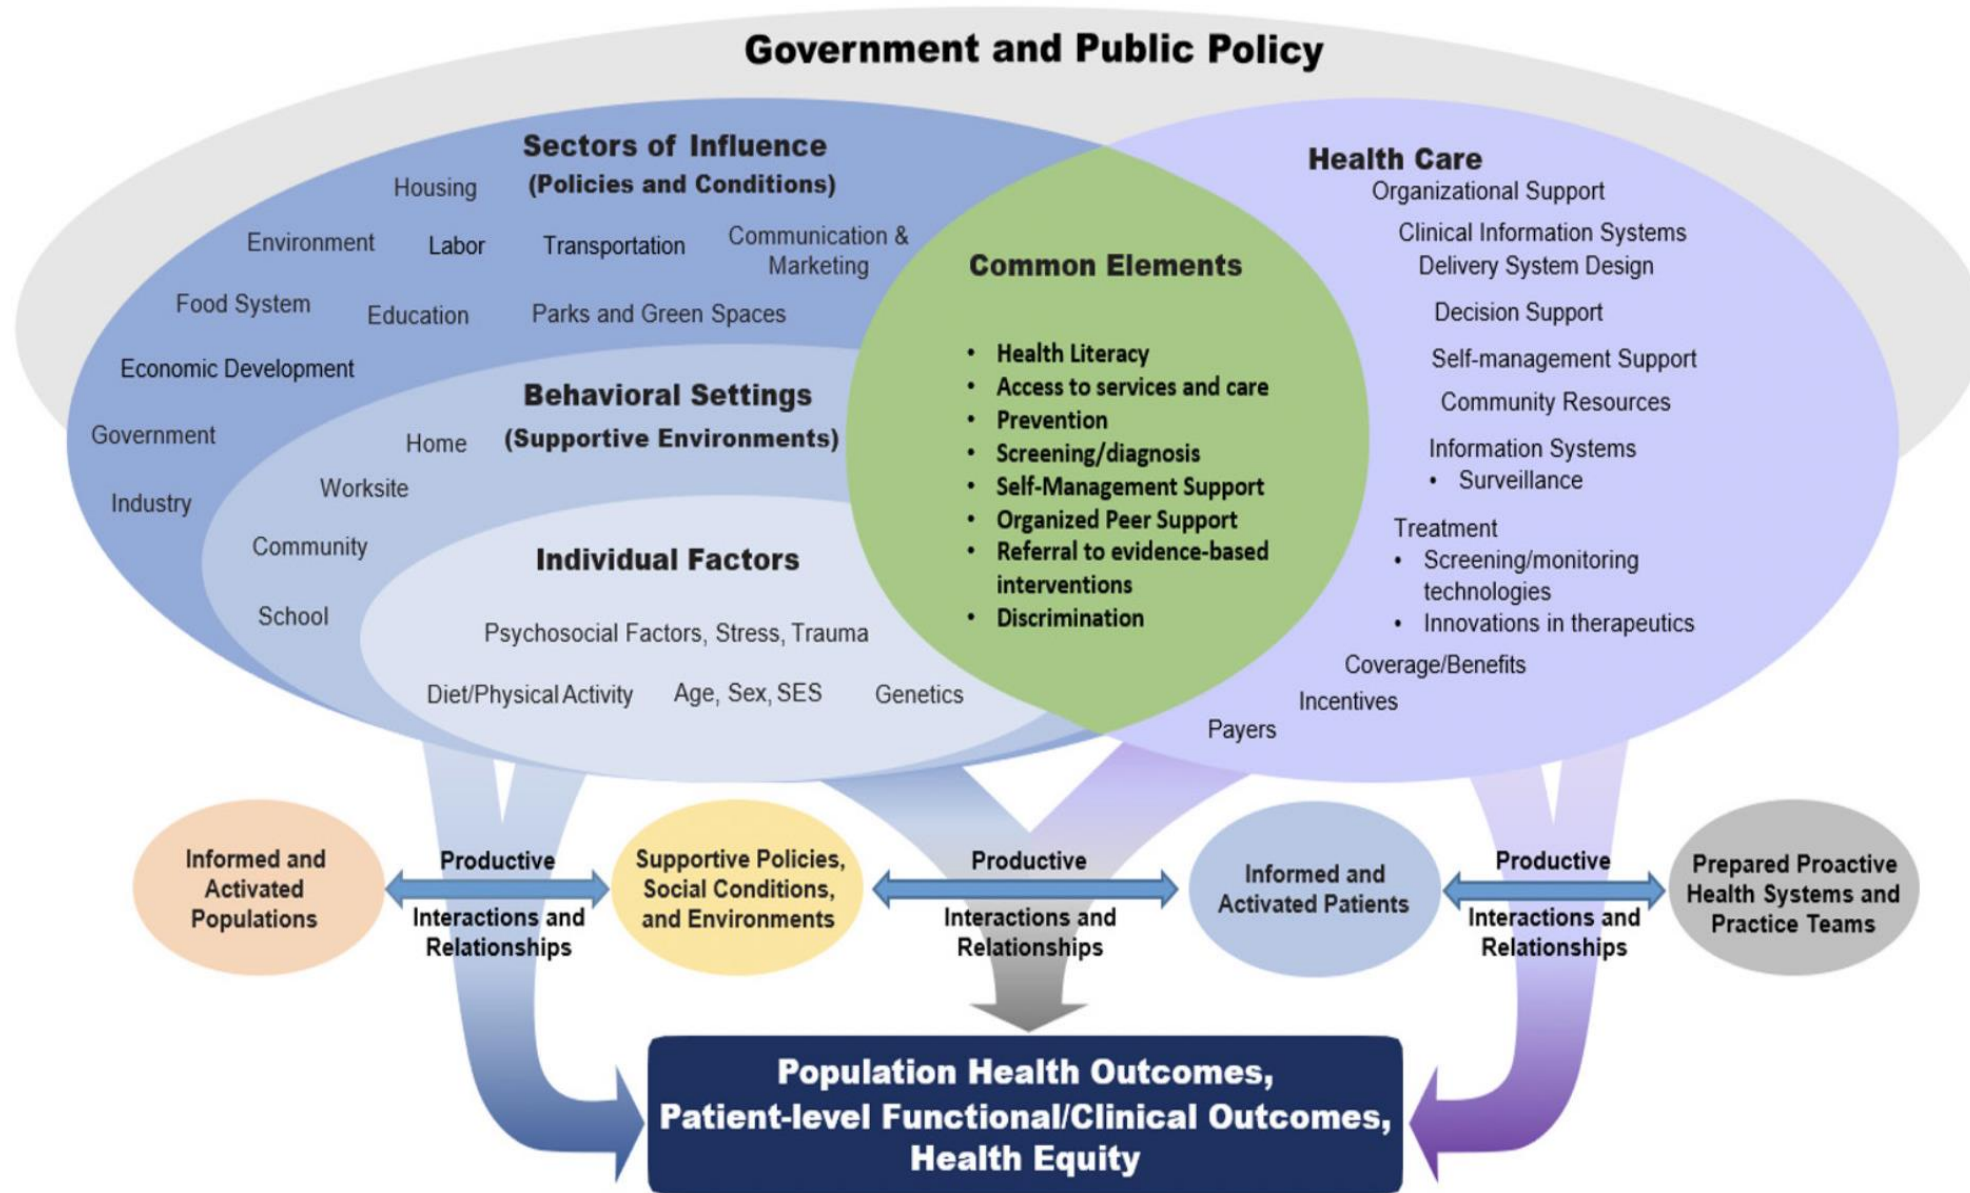 Government and Public Policy
Sectors of Influence
(Policies and Conditions)
Housing
Environment
Labor
Transportation
Communication &
Marketing
Food System
Education
Parks and Green Spaces
Economic Development
Government
Industry
Behavioral Settings
(Supportive Environments)
Home
Worksite
Community
School
Individual Factors
Psychosocial Factors, Stress, Trauma
Diet/Physical Activity
Age, Sex, SES
Genetics
Common Elements
• Health Literacy
• Access to services and care
• Prevention
• Screening/diagnosis
• Self-Management Support
• Organized Peer Support
• Referral to evidence-based
interventions
• Discrimination
Health Care
Organizational Support
Clinical Information Systems
Delivery System Design
Decision Support
Self-management Support
Community Resources
Information Systems
• Surveillance
Treatment
• Screening/monitoring
technologies
• Innovations in therapeutics
Coverage/Benefits
Incentives
Payers
Informed and
Activated
Populations
Productive
Interactions and
Relationships
Supportive Policies,
Social Conditions,
and Environments
Productive
Interactions and
Relationships
Informed and
Activated Patients
Productive
Interactions and
Relationships
Prepared Proactive
Health Systems and
Practice Teams
Population Health Outcomes,
Patient-level Functional/Clinical Outcomes,
Health Equity